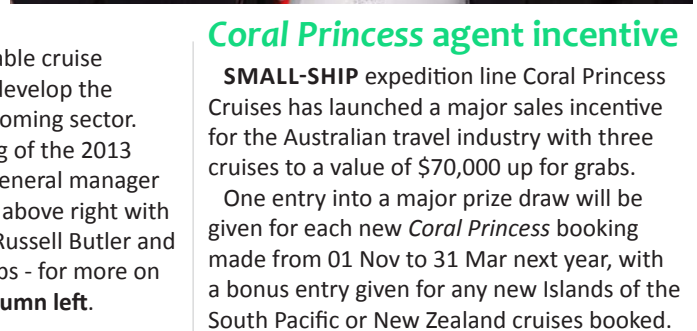 able cruise
develop the
oming sector.
g of the 2013
eneral manager
above right with
Russell Butler and
os - for more on
umn left.
Coral Princess agent incentive
SMALL-SHIP expedition line Coral Princess
Cruises has launched a major sales incentive
for the Australian travel industry with three
cruises to a value of $70,000 up for grabs.
One entry into a major prize draw will be
given for each new Coral Princess booking
made from 01 Nov to 31 Mar next year, with
a bonus entry given for any new Islands of the
South Pacific or New Zealand cruises booked.